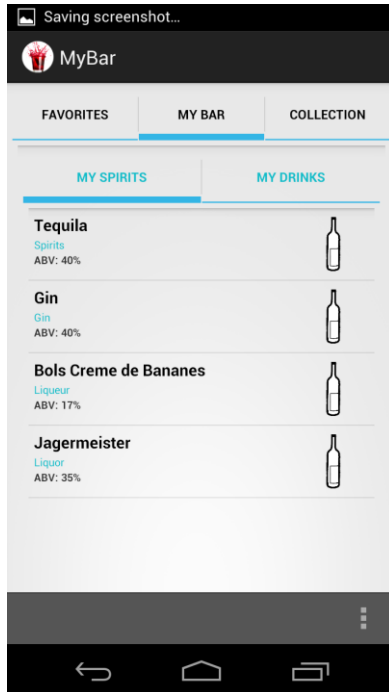 Saving screenshot...
MyBar
FAVORITES MY BAR COLLECTION
MY SPIRITS MY DRINKS
Tequila
Spirits
ABV: 40%
Gin
Gin
ABV: 40%
Bols Creme de Bananes
Liqueur
ABV: 17%
Jagermeister
Liquor
ABV: 35%